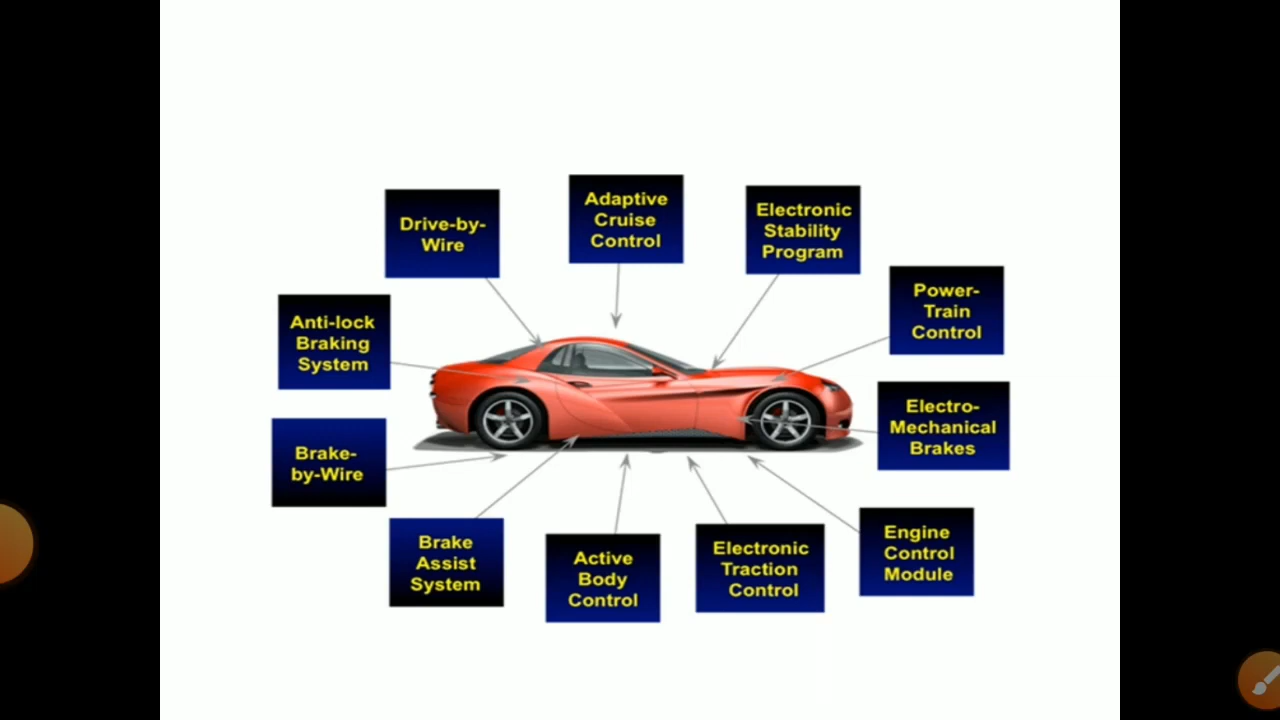 Drive-by-
Wire
Adaptive
Cruise
Control
Electronic
Stability
Program
Power-
Train
Control
Anti-lock
Braking
System
Electro-
Mechanical
Brakes
Brake-
by-Wire
Brake
Assist
System
Active
Body
Control
Electronic
Traction
Control
Engine
Control
Module